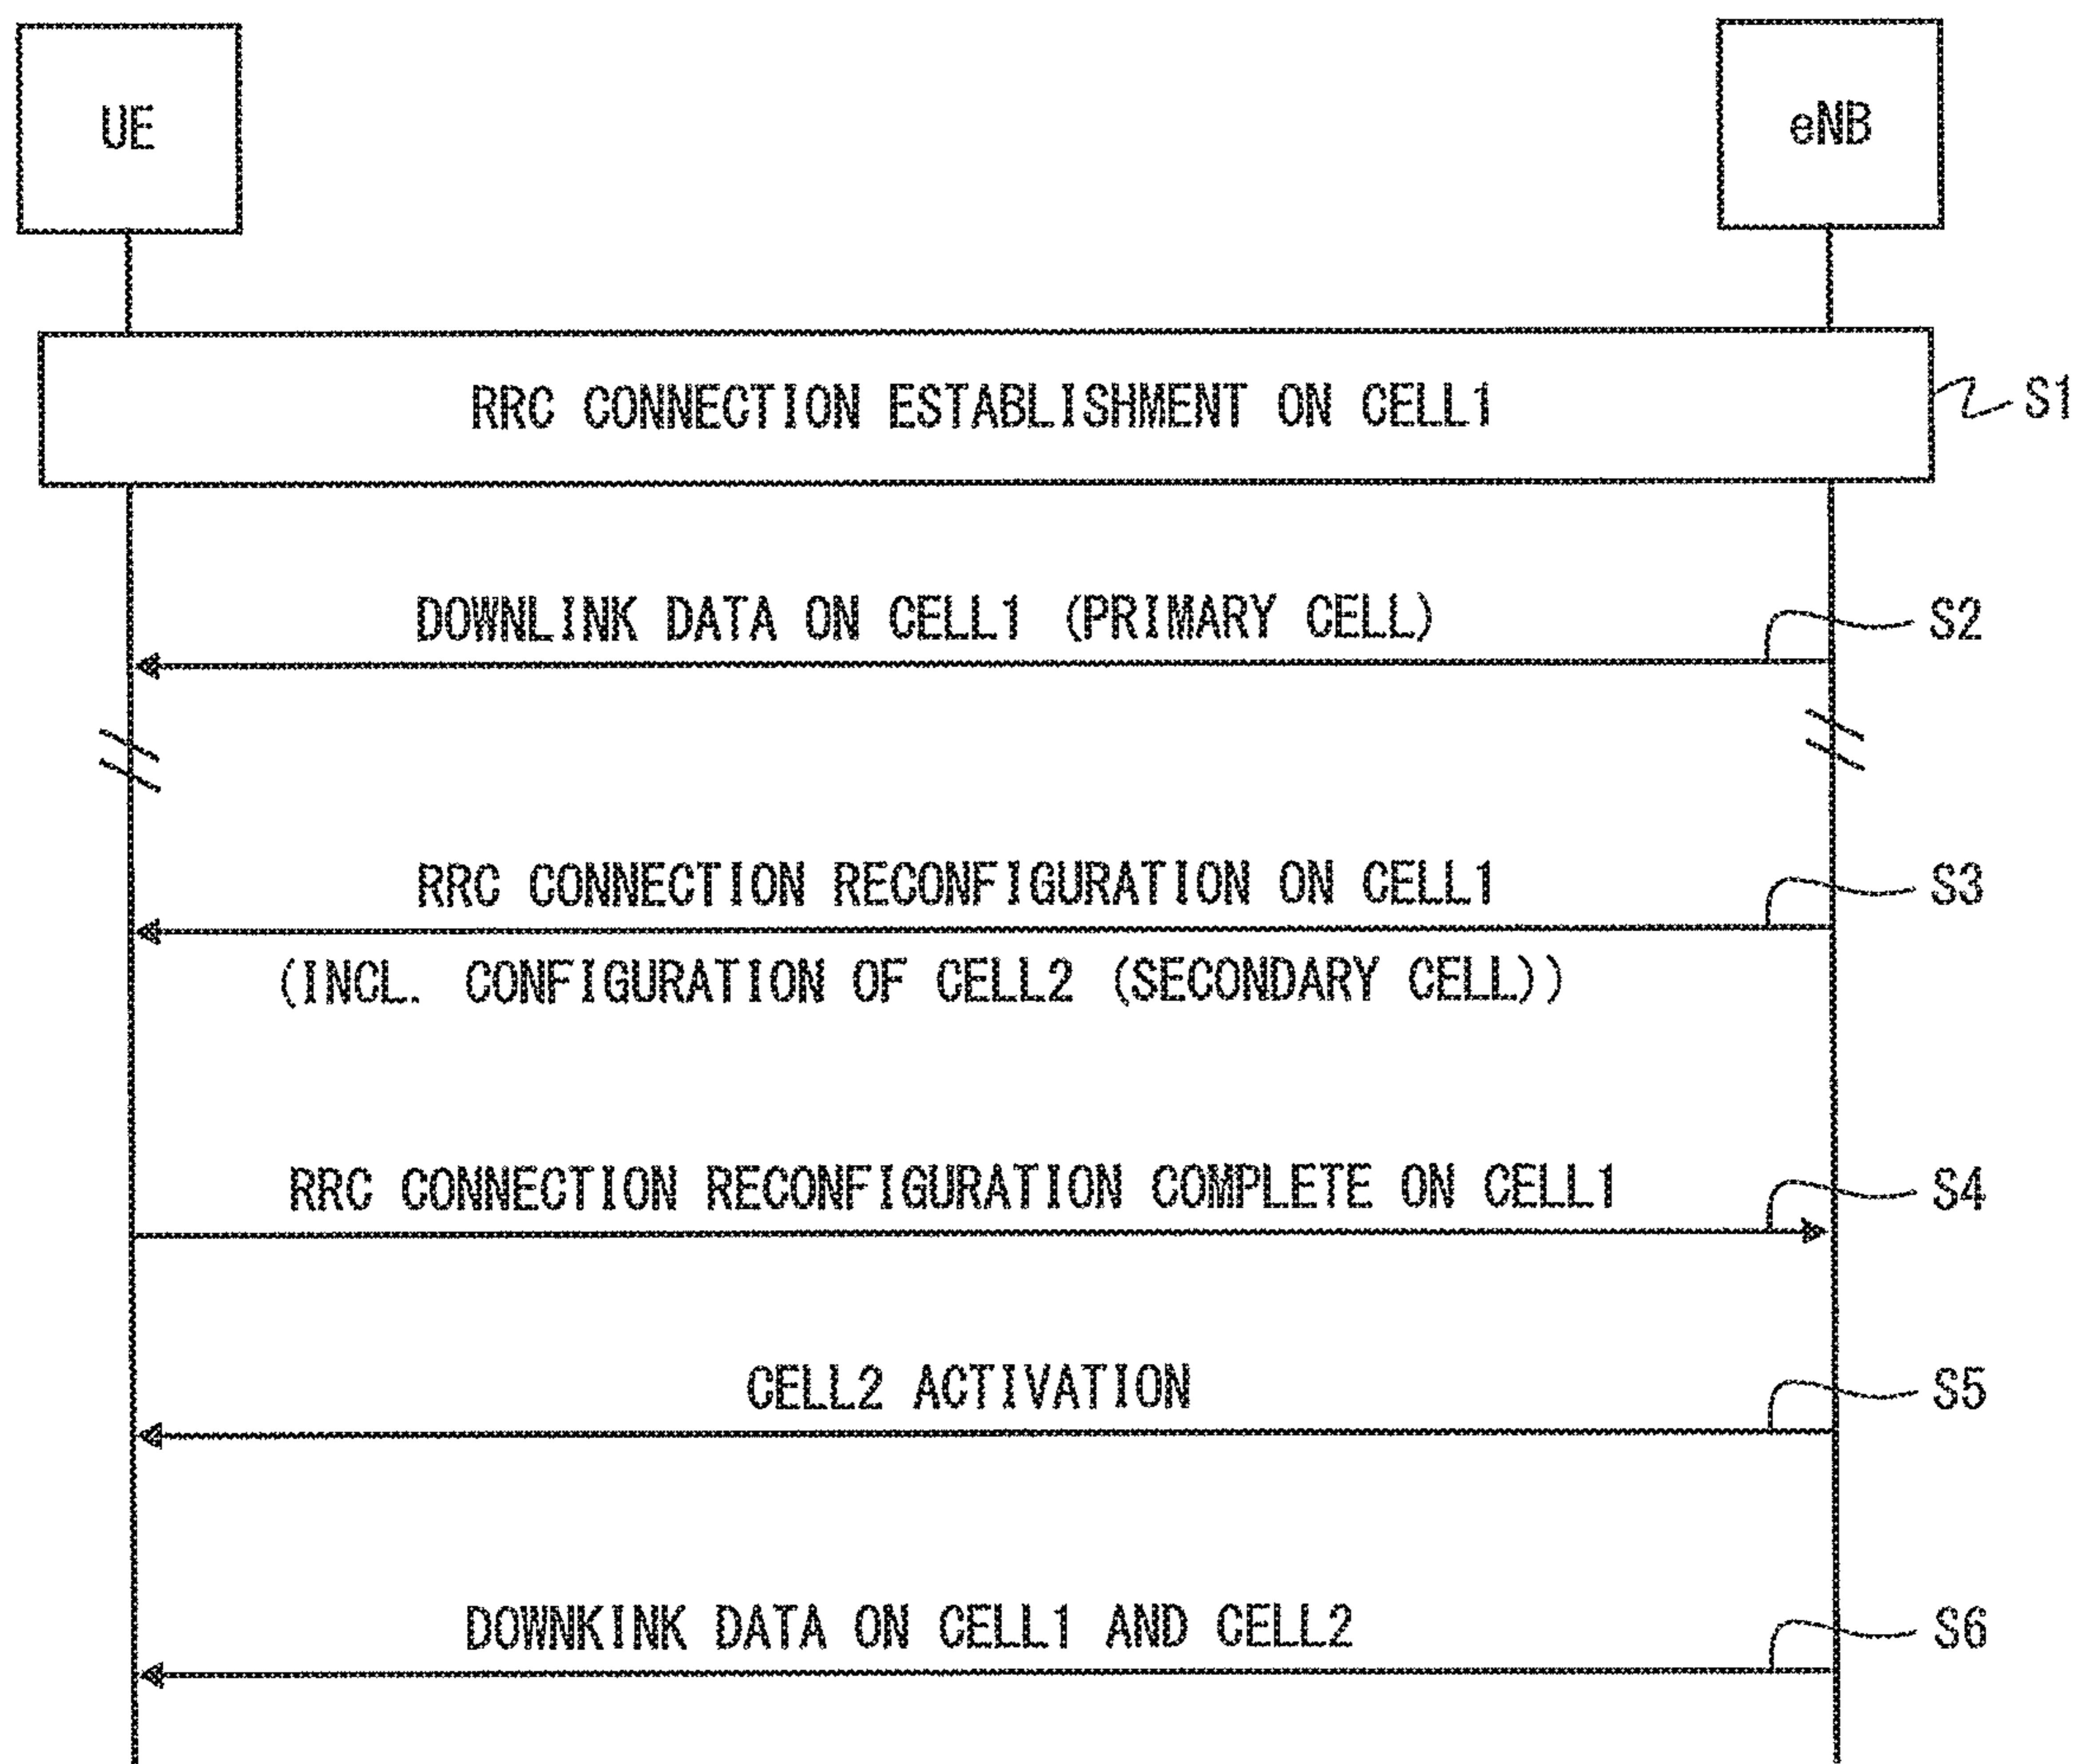 UE
eNB
RRC CONNECTION ESTABLISHMENT ON CELL1
S1
DOWNLINK DATA ON CELL1 (PRIMARY CELL)
S2
RRC CONNECTION RECONFIGURATION ON CELL1
S3
(INCL. CONFIGURATION OF CELL2 (SECONDARY CELL))
RRC CONNECTION RECONFIGURATION COMPLETE ON CELL1
S4
CELL2 ACTIVATION
S5
DOWNKINK DATA ON CELL1 AND CELL2
S6